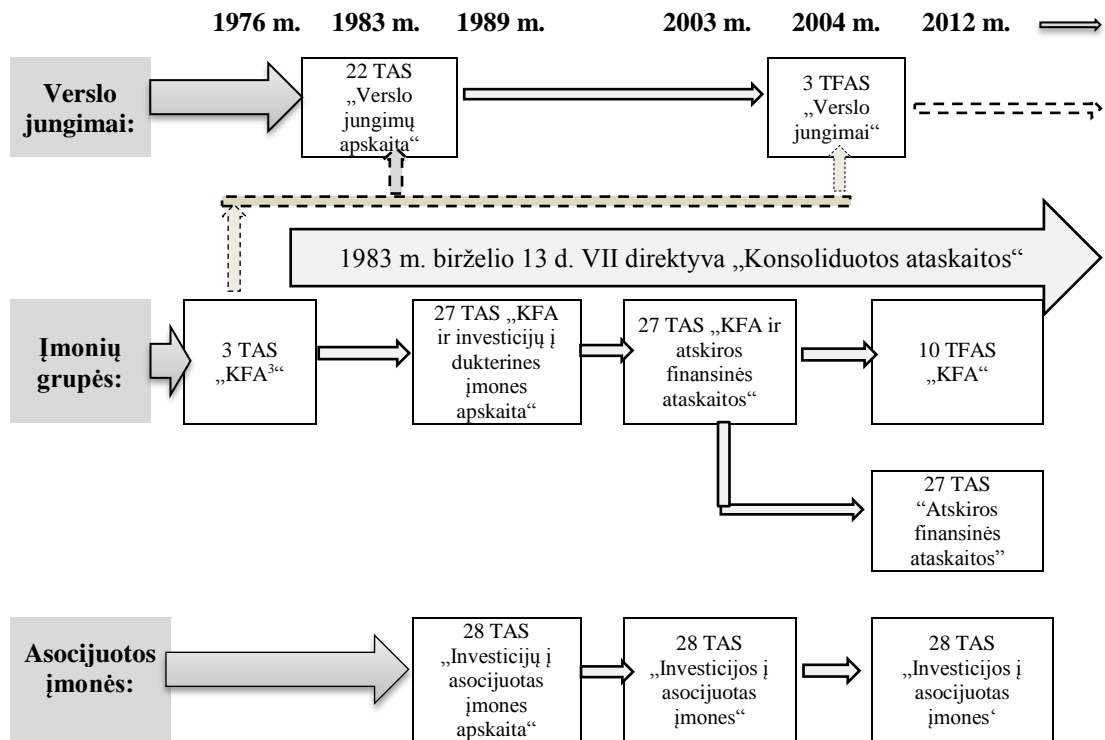 1976 m. 1983 m. 1989 m. 2003 m. 2004 m. 2012 m.
Verslo
jungimai:
22 TAS
„Verslo
jungimų
apskaita“
3 TFAS
„Verslo
jungimai“
1983 m. birželio 13 d. VII direktyva „Konsoliduotos ataskaitos“
Įmonių
grupės:
3 TAS
„KFA³“
27 TAS „KFA
ir investicijų į
dukterines
įmones
apskaita“
27 TAS „KFA ir
atskiros
finansinės
ataskaitos“
10 TFAS
„KFA“
27 TAS
“Atskiros
finansinės
ataskaitos”
Asocijuotos
įmonės:
28 TAS
„Investicijų į
asocijuotas
įmones
apskaita“
28 TAS
„Investicijos į
asocijuotas
įmones“
28 TAS
„Investicijos į
asocijuotas
įmones‘